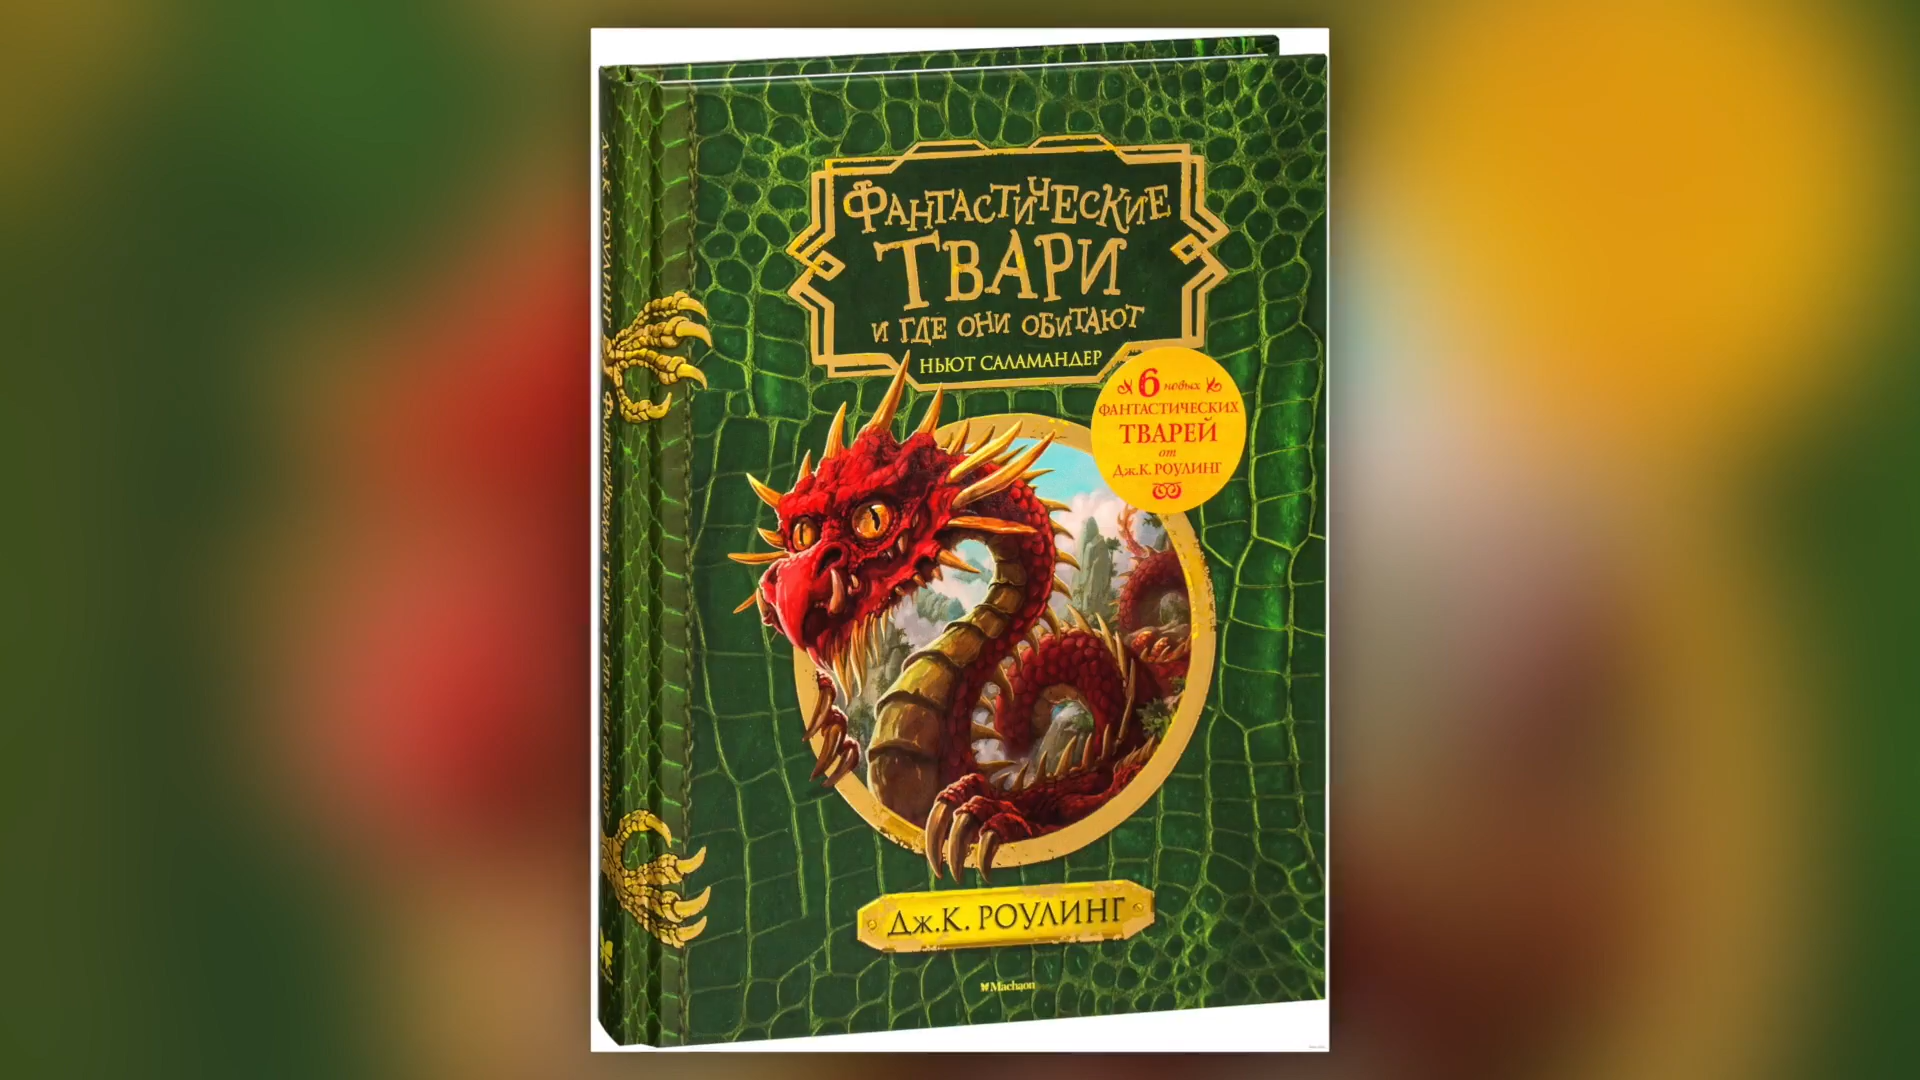 ФАНТАСТИЧЕСКИЕ
ТВАРИ
И ГДЕ ОНИ ОБИТАЮТ
НЬЮТ САЛАМАНДЕР
6 новых
ФАНТАСТИЧЕСКИХ
ТВАРЕЙ
от
Дж.К. РОУЛИНГ
Дж.К. РОУЛИНГ
Machaon
ДЖ. К. РОУЛИНГ ФАНТАСТИЧЕСКИЕ ТВАРИ И ГДЕ ОНИ ОБИТАЮТ